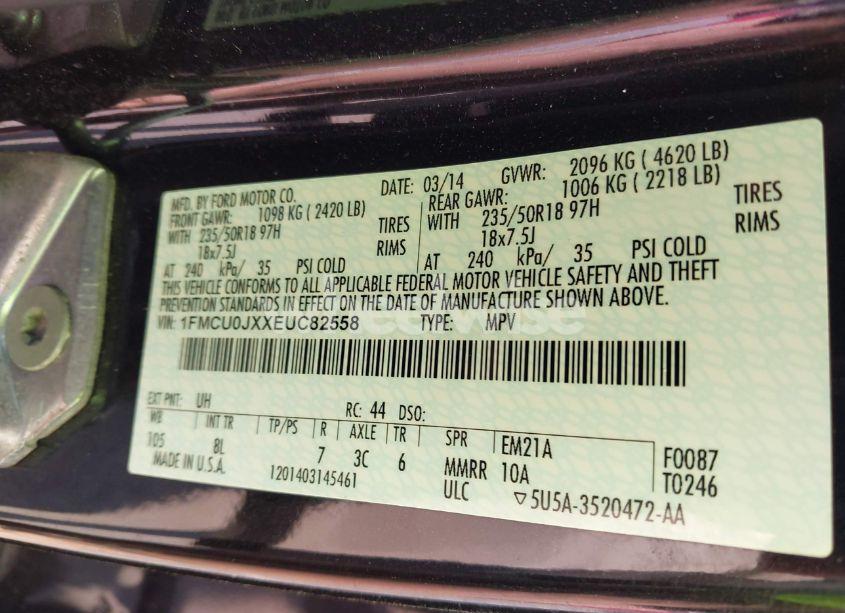 MFD. BY FORD MOTOR CO. DATE: 03/14 GVWR: 2096 KG ( 4620 LB)
FRONT GAWR: 1098 KG ( 2420 LB) REAR GAWR: 1006 KG ( 2218 LB)
WITH 235/50R18 97H TIRES WITH 235/50R18 97H TIRES
18x7.5J RIMS 18x7.5J RIMS
AT 240 kPa/ 35 PSI COLD AT 240 kPa/ 35 PSI COLD
THIS VEHICLE CONFORMS TO ALL APPLICABLE FEDERAL MOTOR VEHICLE SAFETY AND THEFT
PREVENTION STANDARDS IN EFFECT ON THE DATE OF MANUFACTURE SHOWN ABOVE.
VIN: 1FMCU0JXXEUC82558 TYPE: MPV
EXT PNT: UH RC: 44 DSO:
WB INT TR TP/PS R AXLE TR SPR EM21A F0087
105 8L 7 3C 6 MMRR 10A T0246
MADE IN U.S.A. 1201403145461 ULC ▽5U5A-3520472-AA